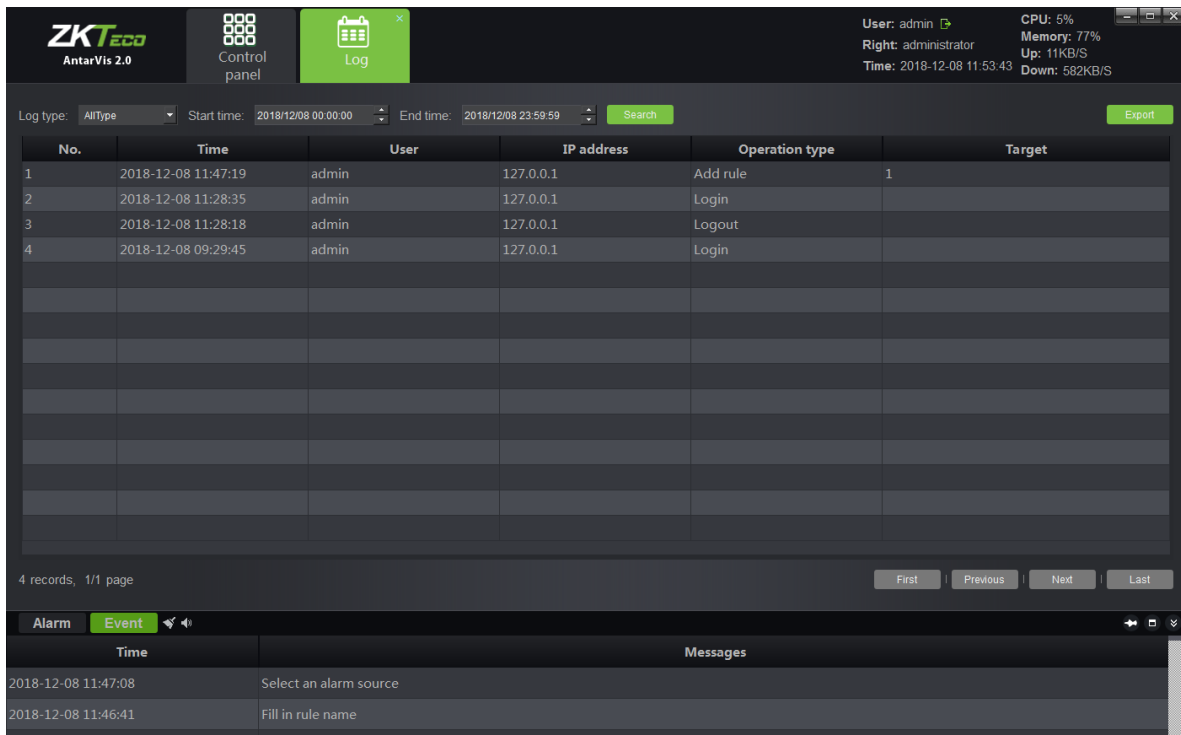 ZKTeco
AntarVis 2.0
Control
panel
Log
User: admin
Right: administrator
Time: 2018-12-08 11:53:43
CPU: 5%
Memory: 77%
Up: 11KB/S
Down: 582KB/S
Log type: AllType Start time: 2018/12/08 00:00:00 End time: 2018/12/08 23:59:59 Search Export
No. Time User IP address Operation type Target
1 2018-12-08 11:47:19 admin 127.0.0.1 Add rule 1
2 2018-12-08 11:28:35 admin 127.0.0.1 Login
3 2018-12-08 11:28:18 admin 127.0.0.1 Logout
4 2018-12-08 09:29:45 admin 127.0.0.1 Login
4 records, 1/1 page First Previous Next Last
Alarm Event
Time Messages
2018-12-08 11:47:08 Select an alarm source
2018-12-08 11:46:41 Fill in rule name